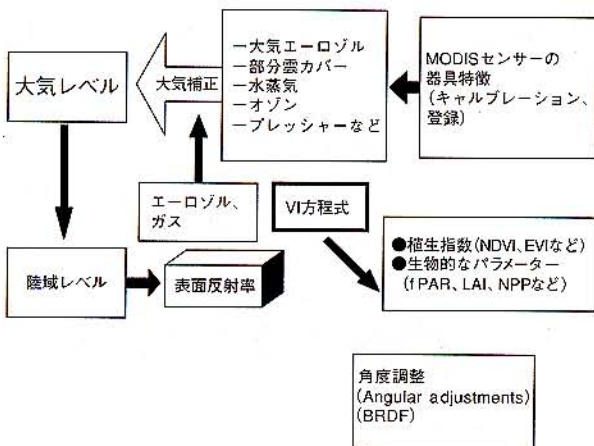 大気レベル
大気補正
ー大気エーロゾル
ー部分雲カバー
ー水蒸気
ーオゾン
ープレッシャーなど
MODISセンサーの
器具特徴
(キャルブレーション、
登録)
エーロゾル、
ガス
VI方程式
陸域レベル
表面反射率
●植生指数(NDVI、EVIなど)
●生物的なパラメーター
(fPAR、LAI、NPPなど)
角度調整
(Angular adjustments)
(BRDF)